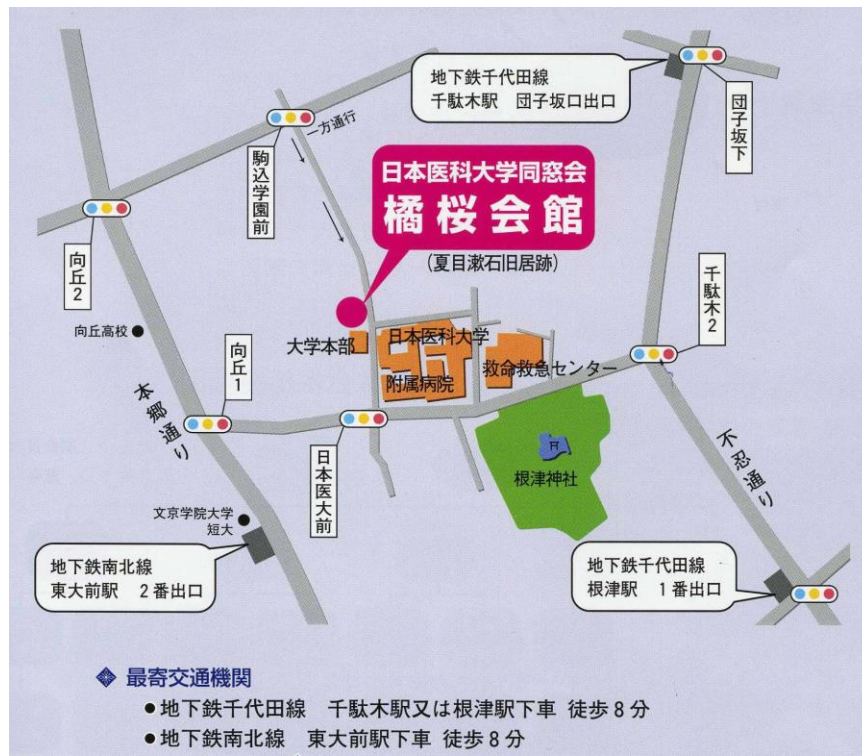 地下鉄千代田線
千駄木駅 団子坂口出口
団子坂下
一方通行
駒込学園前
日本医科大学同窓会
橘桜会館
(夏目漱石旧居跡)
向丘2
千駄木2
向丘高校
大学本部
日本医科大学
附属病院
救命救急センター
向丘1
本郷通り
日本医大前
根津神社
不忍通り
文京学院大学
短大
地下鉄南北線
東大前駅 2番出口
地下鉄千代田線
根津駅 1番出口
◆ 最寄交通機関
●地下鉄千代田線 千駄木駅又は根津駅下車 徒歩8分
●地下鉄南北線 東大前駅下車 徒歩8分